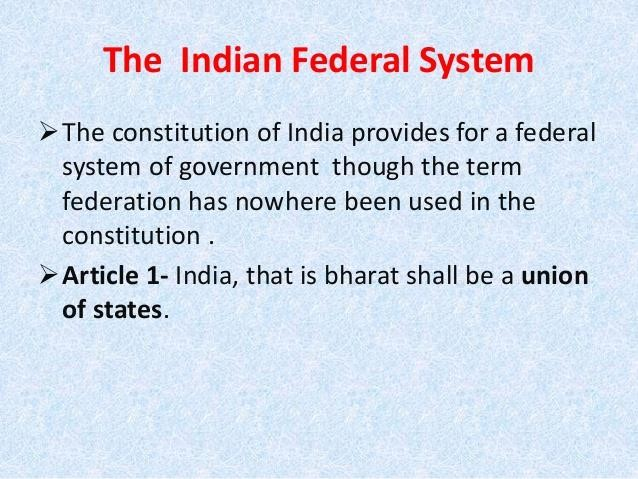 The Indian Federal System
➢The constitution of India provides for a federal
system of government though the term
federation has nowhere been used in the
constitution .
➢Article 1- India, that is bharat shall be a union
of states.